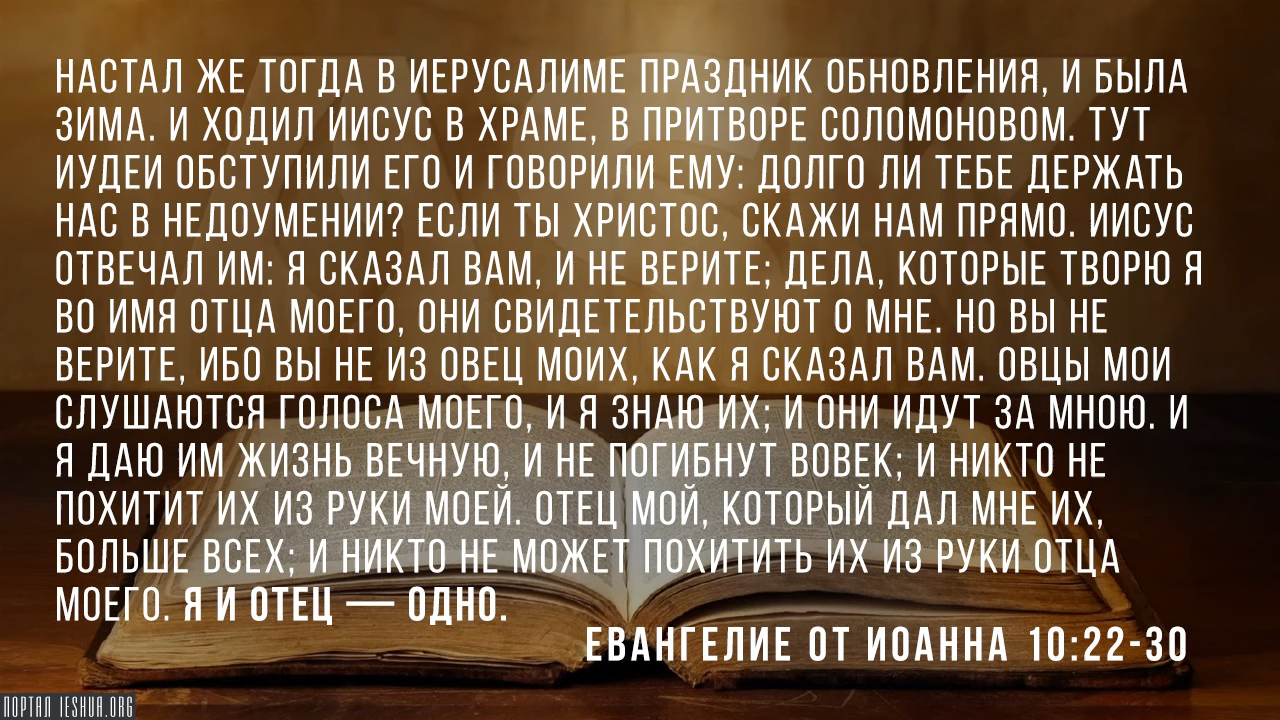 НАСТАЛ ЖЕ ТОГДА В ИЕРУСАЛИМЕ ПРАЗДНИК ОБНОВЛЕНИЯ, И БЫЛА
ЗИМА. И ХОДИЛ ИИСУС В ХРАМЕ, В ПРИТВОРЕ СОЛОМОНОВОМ. ТУТ
ИУДЕИ ОБСТУПИЛИ ЕГО И ГОВОРИЛИ ЕМУ: ДОЛГО ЛИ ТЕБЕ ДЕРЖАТЬ
НАС В НЕДОУМЕНИИ? ЕСЛИ ТЫ ХРИСТОС, СКАЖИ НАМ ПРЯМО. ИИСУС
ОТВЕЧАЛ ИМ: Я СКАЗАЛ ВАМ, И НЕ ВЕРИТЕ; ДЕЛА, КОТОРЫЕ ТВОРЮ Я
ВО ИМЯ ОТЦА МОЕГО, ОНИ СВИДЕТЕЛЬСТВУЮТ О МНЕ. НО ВЫ НЕ
ВЕРИТЕ, ИБО ВЫ НЕ ИЗ ОВЕЦ МОИХ, КАК Я СКАЗАЛ ВАМ. ОВЦЫ МОИ
СЛУШАЮТСЯ ГОЛОСА МОЕГО, И Я ЗНАЮ ИХ; И ОНИ ИДУТ ЗА МНОЮ. И
Я ДАЮ ИМ ЖИЗНЬ ВЕЧНУЮ, И НЕ ПОГИБНУТ ВОВЕК; И НИКТО НЕ
ПОХИТИТ ИХ ИЗ РУКИ МОЕЙ. ОТЕЦ МОЙ, КОТОРЫЙ ДАЛ МНЕ ИХ,
БОЛЬШЕ ВСЕХ; И НИКТО НЕ МОЖЕТ ПОХИТИТЬ ИХ ИЗ РУКИ ОТЦА
МОЕГО. Я И ОТЕЦ — ОДНО.
ЕВАНГЕЛИЕ ОТ ИОАННА 10:22-30
ПОРТАЛ IESHUA.ORG